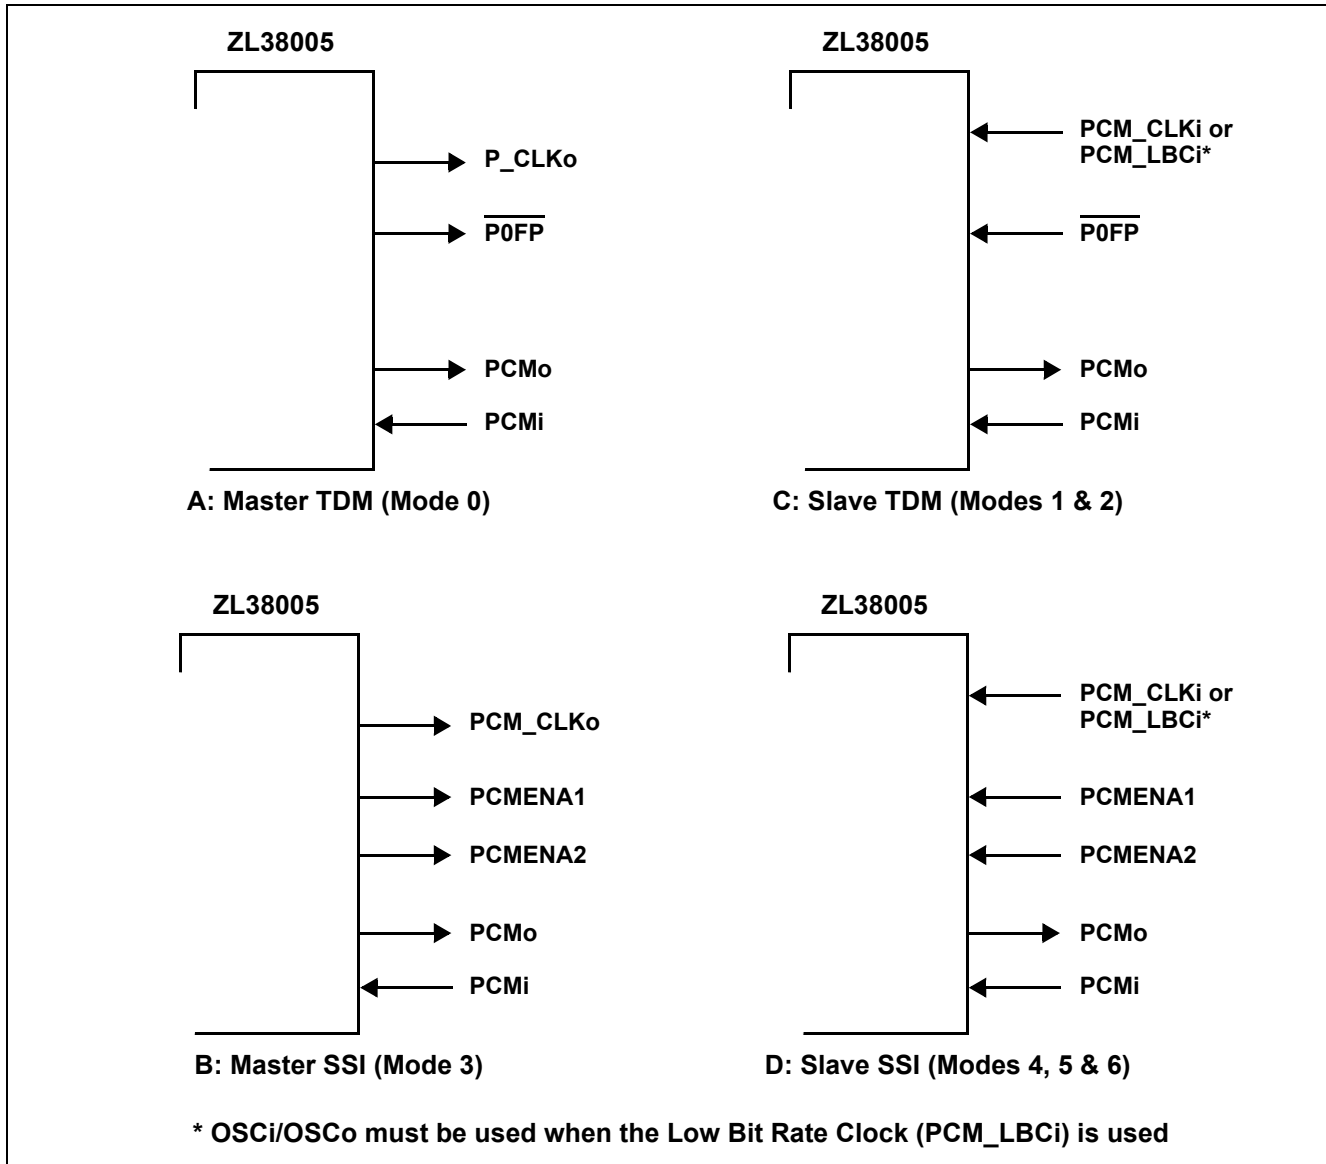 ZL38005
P_CLKo
P0FP
PCMo
PCMi
A: Master TDM (Mode 0)
ZL38005
PCM_CLKi or
PCM_LBCi*
P0FP
PCMo
PCMi
C: Slave TDM (Modes 1 & 2)
ZL38005
PCM_CLKo
PCMENA1
PCMENA2
PCMo
PCMi
B: Master SSI (Mode 3)
ZL38005
PCM_CLKi or
PCM_LBCi*
PCMENA1
PCMENA2
PCMo
PCMi
D: Slave SSI (Modes 4, 5 & 6)
* OSCi/OSCo must be used when the Low Bit Rate Clock (PCM_LBCi) is used